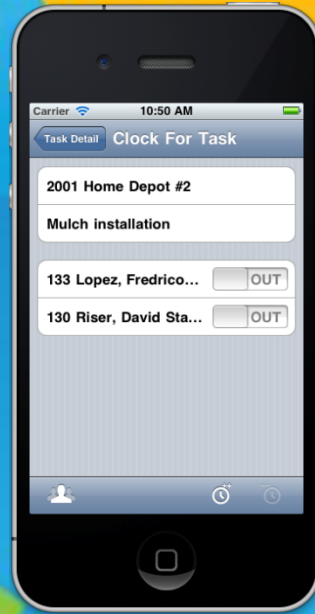 Carrier 10:50 AM
Task Detail Clock For Task
2001 Home Depot #2
Mulch installation
133 Lopez, Fredrico... OUT
130 Riser, David Sta... OUT